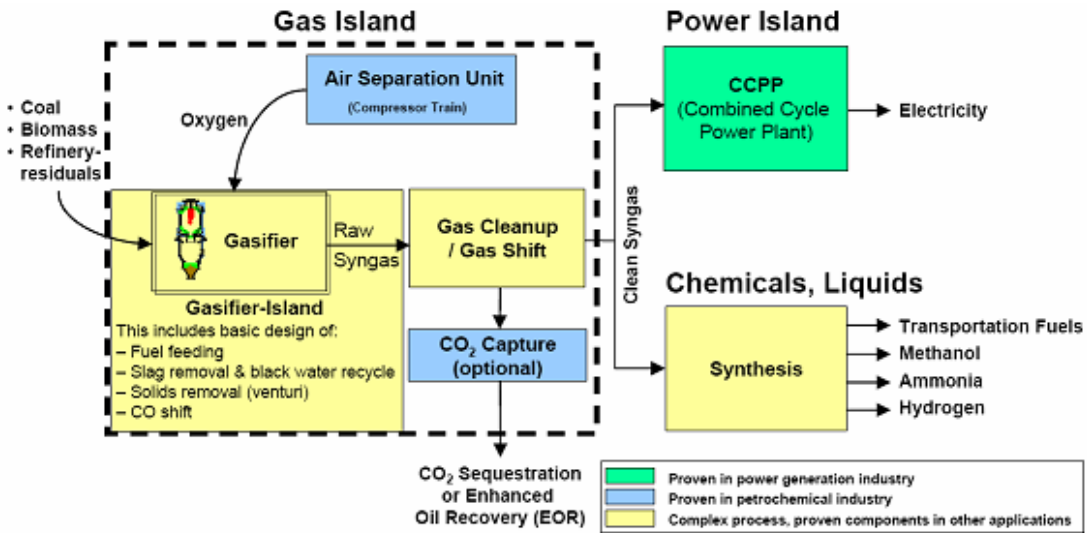 Gas Island
Power Island
Air Separation Unit
(Compressor Train)
CCPP
(Combined Cycle
Power Plant)
Electricity
• Coal
• Biomass
• Refinery-
residuals
Oxygen
Gasifier
Raw
Syngas
Gas Cleanup
/ Gas Shift
Clean Syngas
Gasifier-Island
This includes basic design of:
– Fuel feeding
– Slag removal & black water recycle
– Solids removal (venturi)
– CO shift
CO₂ Capture
(optional)
Chemicals, Liquids
Synthesis
Transportation Fuels
Methanol
Ammonia
Hydrogen
CO₂ Sequestration
or Enhanced
Oil Recovery (EOR)
Proven in power generation industry
Proven in petrochemical industry
Complex process, proven components in other applications